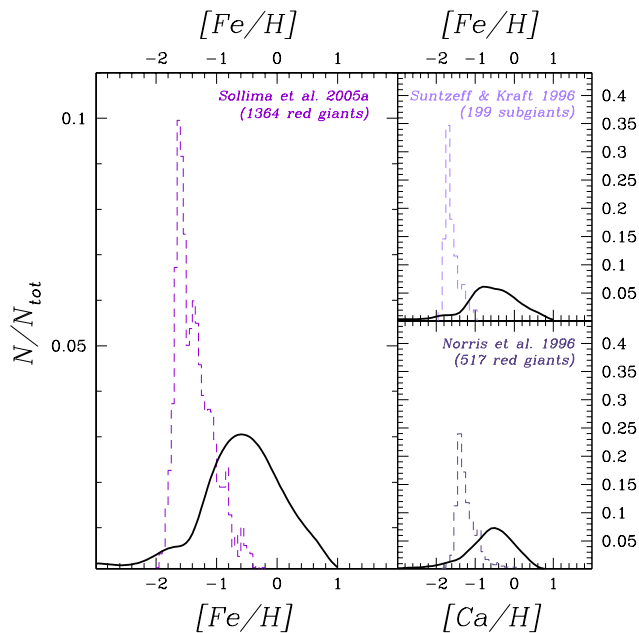 [Fe/H]
[Fe/H]
−2 −1 0 1
−2 −1 0 1
Sollima et al. 2005a
(1364 red giants)
Suntzeff & Kraft 1996
(199 subgiants)
0.1
0.05
N/Ntot
0.4
0.35
0.3
0.25
0.2
0.15
0.1
0.05
Norris et al. 1996
(517 red giants)
0.4
0.35
0.3
0.25
0.2
0.15
0.1
0.05
−2 −1 0 1
−2 −1 0 1
[Fe/H]
[Ca/H]